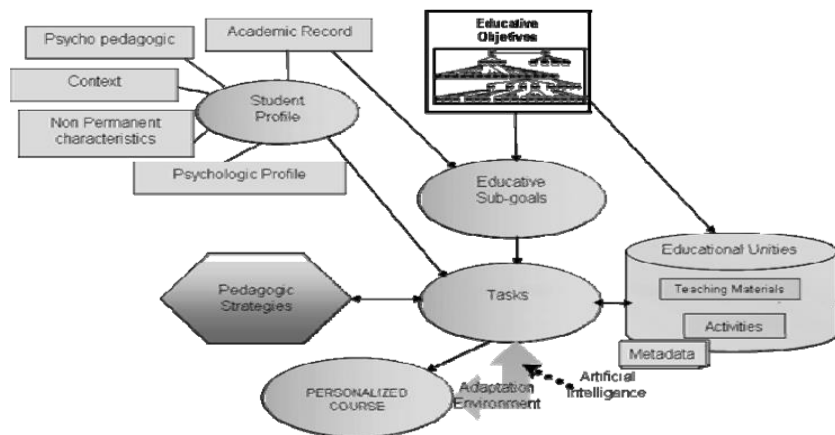 Psycho pedagogic
Academic Record
Educative
Objetives
Context
Student
Profile
Non Permanent
characteristics
Psychologic Profile
Educative
Sub-goals
Educational Unities
Pedagogic
Strategies
Tasks
Teaching Materials
Activities
Metadata
PERSONALIZED
COURSE
Adaptation
Environment
Artificial
Intelligence